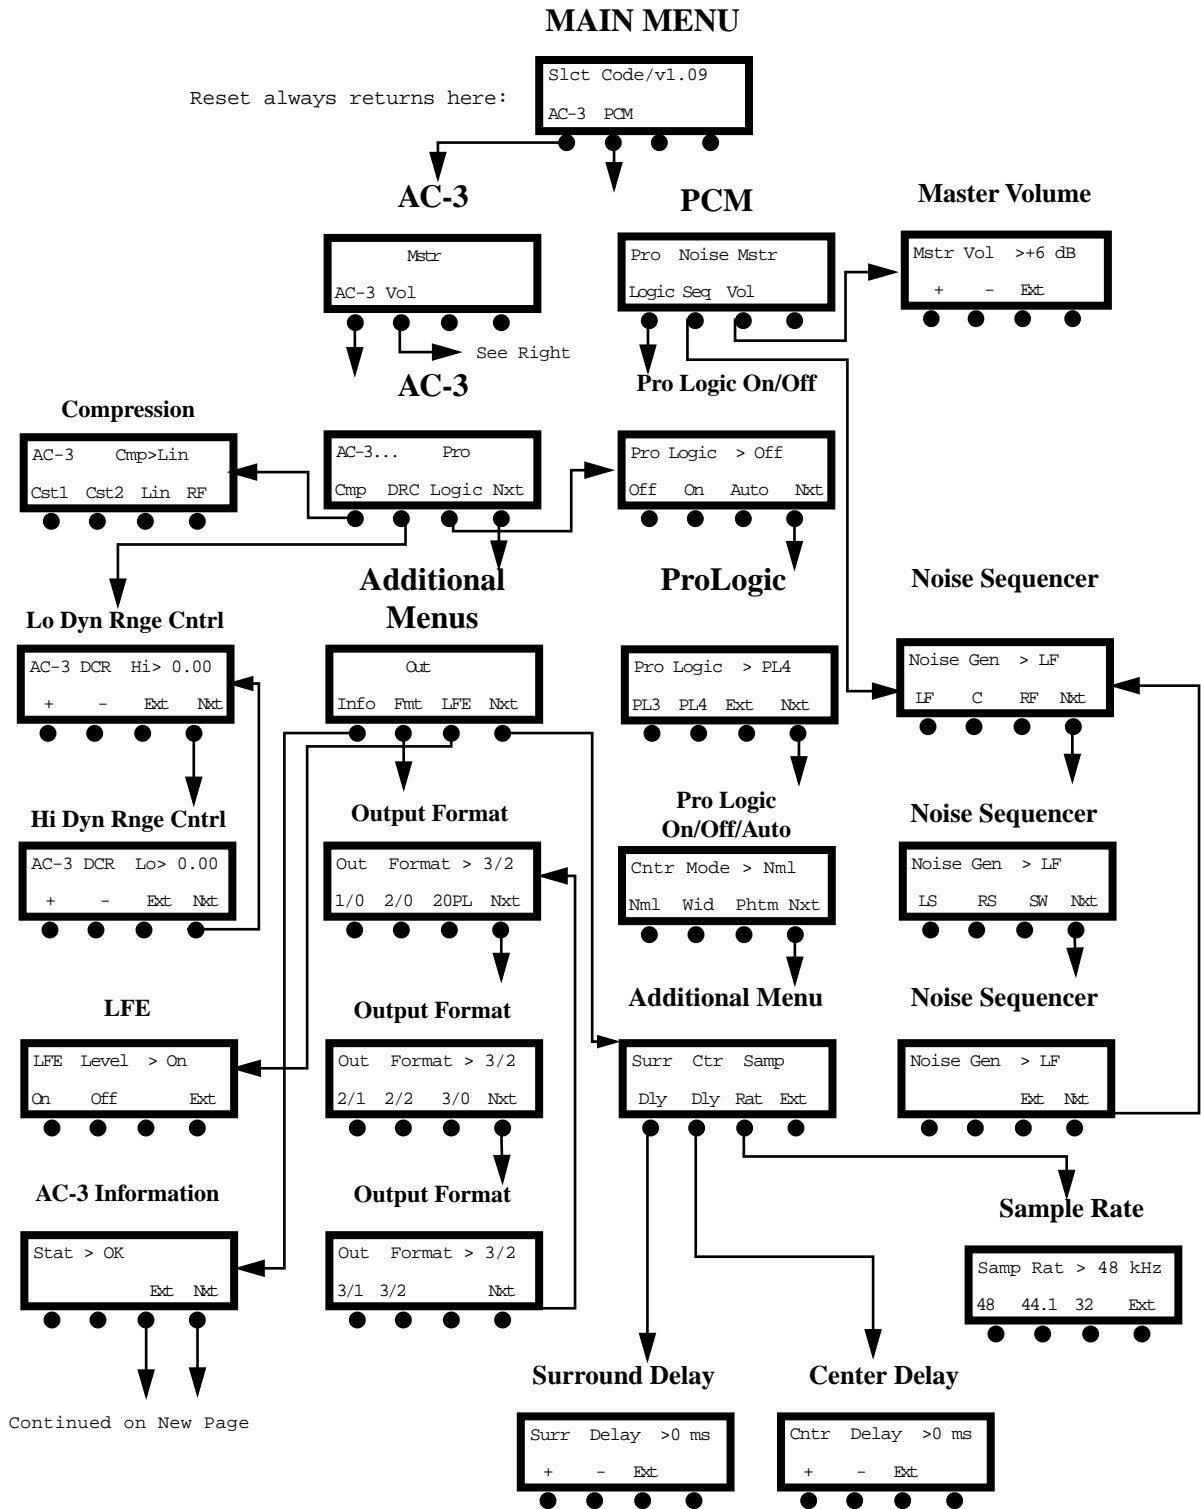 MAIN MENU
Slct Code/v1.09
Reset always returns here:
AC-3 PCM
AC-3
PCM
Master Volume
Mstr
AC-3 Vol
Pro Noise Mstr
Logic Seq Vol
Mstr Vol >+6 dB
+ - Ext
See Right
AC-3
Pro Logic On/Off
Compression
AC-3 Cmp>Lin
Cst1 Cst2 Lin RF
AC-3... Pro
Cmp DRC Logic Nxt
Pro Logic > Off
Off On Auto Nxt
Additional
Menus
ProLogic
Noise Sequencer
Lo Dyn Rnge Cntrl
AC-3 DCR Hi> 0.00
+ - Ext Nxt
Out
Info Fmt LFE Nxt
Pro Logic > PL4
PL3 PL4 Ext Nxt
Noise Gen > LF
LF C RF Nxt
Hi Dyn Rnge Cntrl
AC-3 DCR Lo> 0.00
+ - Ext Nxt
Output Format
Out Format > 3/2
1/0 2/0 20PL Nxt
Pro Logic
On/Off/Auto
Cntr Mode > Nml
Nml Wid Phtm Nxt
Noise Sequencer
Noise Gen > LF
LS RS SW Nxt
LFE
LFE Level > On
On Off Ext
Output Format
Out Format > 3/2
2/1 2/2 3/0 Nxt
Additional Menu
Surr Ctr Samp
Dly Dly Rat Ext
Noise Sequencer
Noise Gen > LF
Ext Nxt
AC-3 Information
Stat > OK
Ext Nxt
Output Format
Out Format > 3/2
3/1 3/2 Nxt
Sample Rate
Samp Rat > 48 kHz
48 44.1 32 Ext
Continued on New Page
Surround Delay
Surr Delay >0 ms
+ - Ext
Center Delay
Cntr Delay >0 ms
+ - Ext